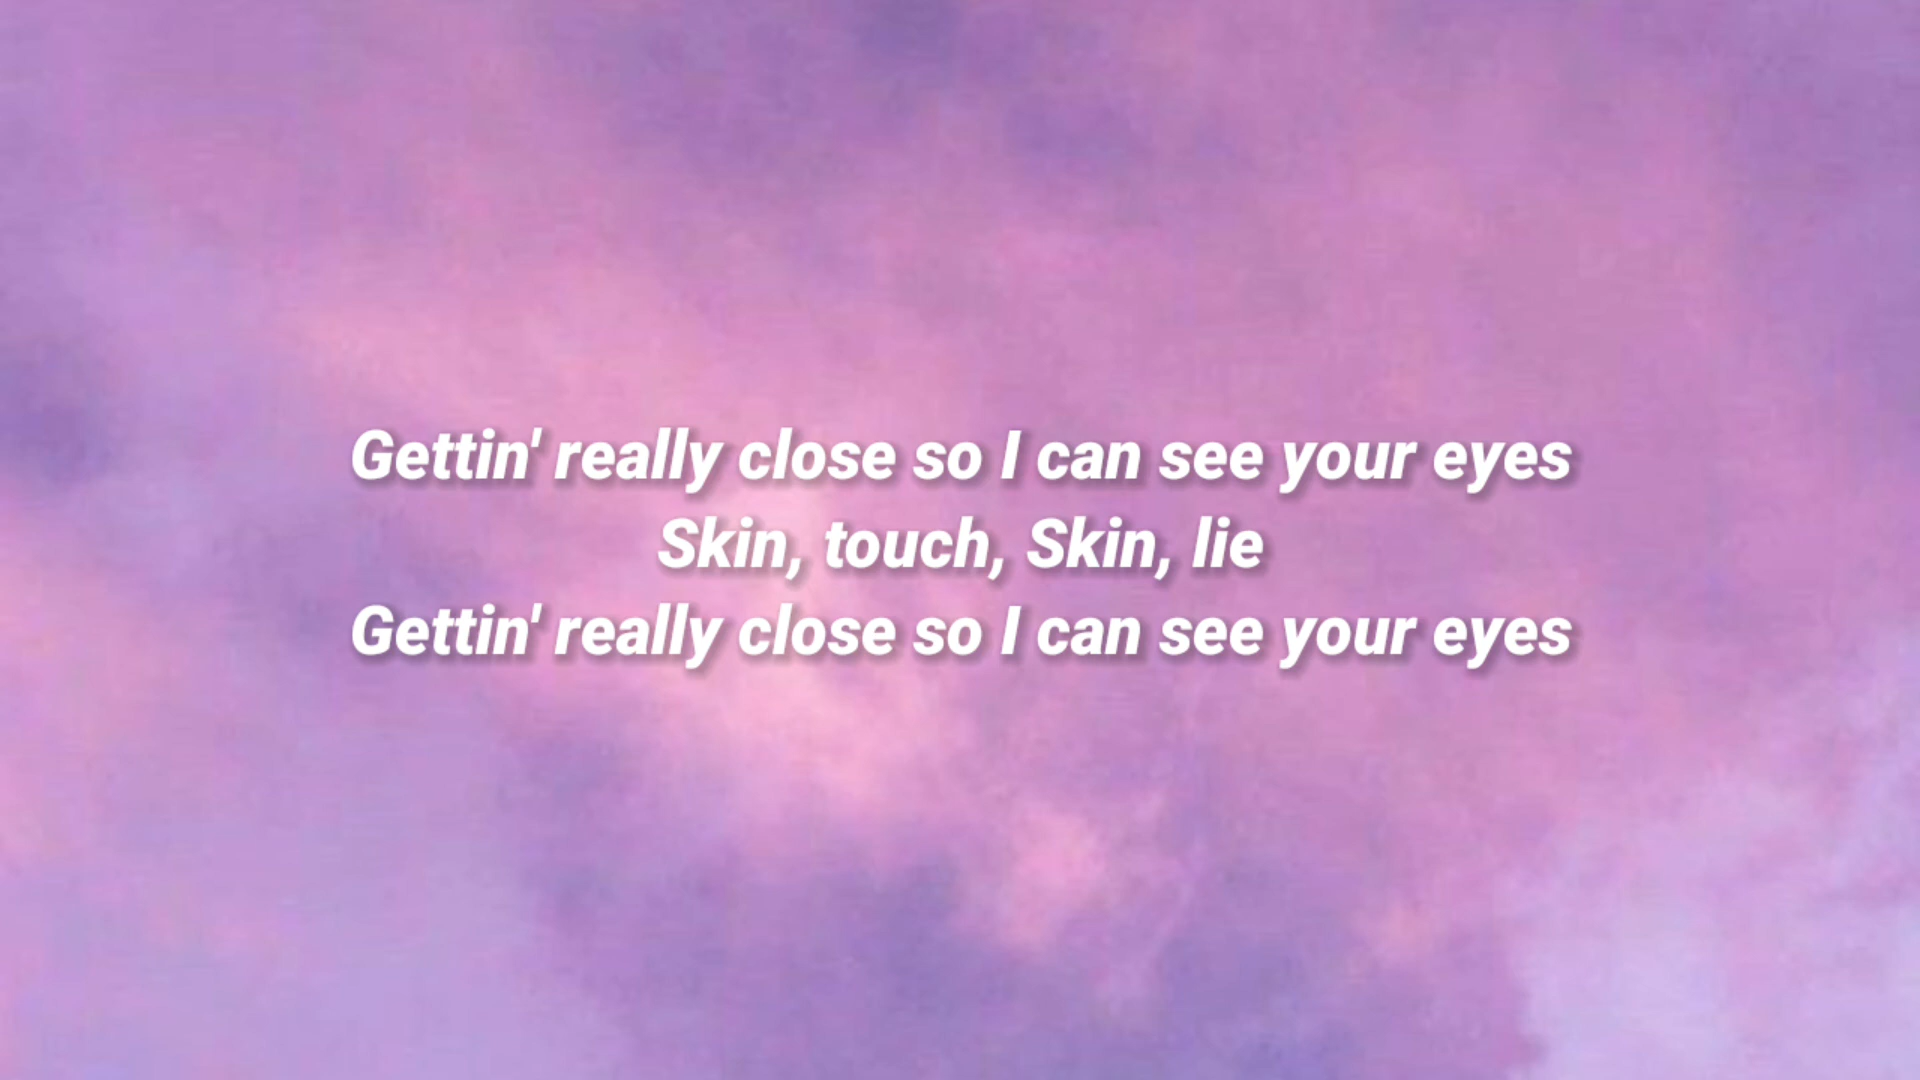 Gettin' really close so I can see your eyes
Skin, touch, Skin, lie
Gettin' really close so I can see your eyes